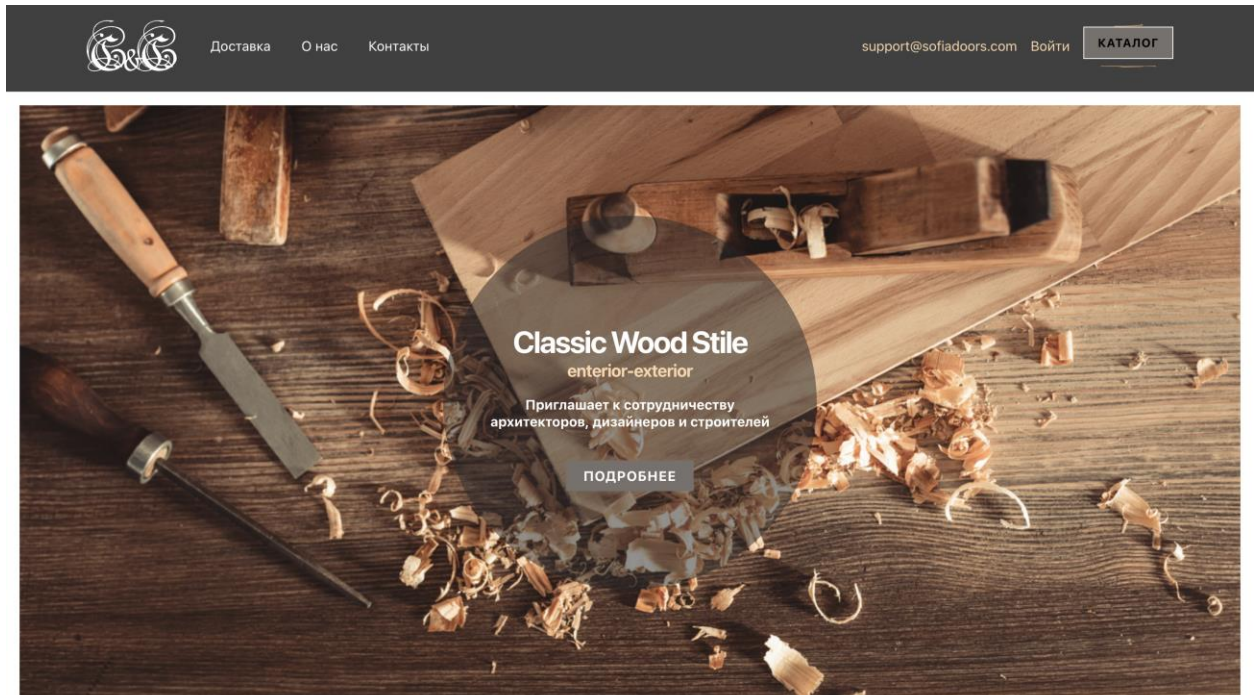 Доставка О нас Контакты support@sofiadoors.com Войти КАТАЛОГ
Classic Wood Stile
enterior-exterior
Приглашает к сотрудничеству
архитекторов, дизайнеров и строителей
ПОДРОБНЕЕ